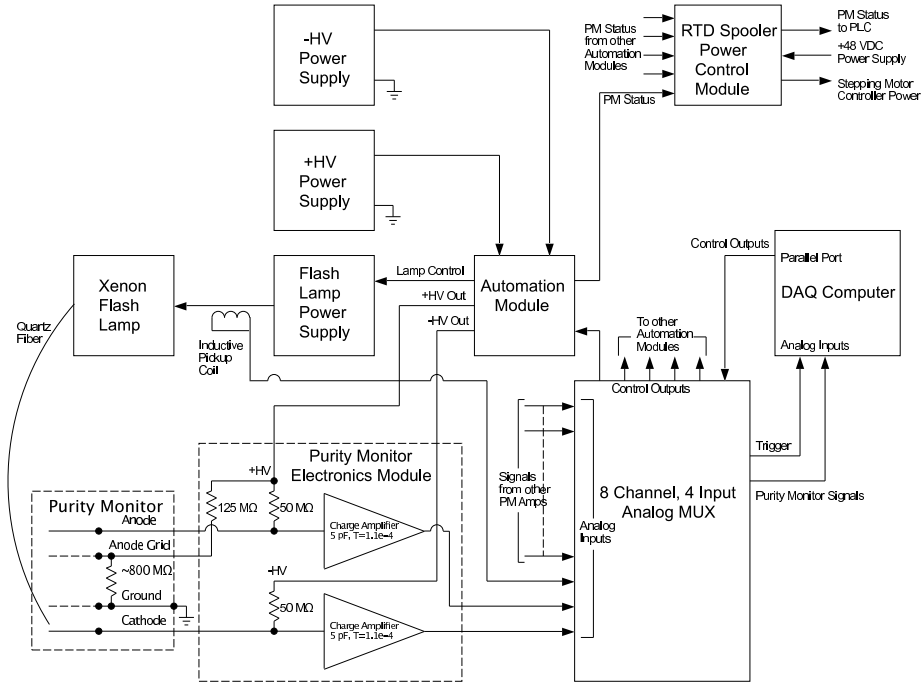 -HV
Power
Supply
PM Status
from other
Automation
Modules
PM Status
RTD Spooler
Power
Control
Module
PM Status
to PLC
+48 VDC
Power Supply
Stepping Motor
Controller Power
+HV
Power
Supply
Xenon
Flash
Lamp
Flash
Lamp
Power
Supply
Lamp Control
+HV Out
-HV Out
Automation
Module
Control Outputs
Parallel Port
DAQ Computer
Analog Inputs
Quartz
Fiber
Inductive
Pickup
Coil
To other
Automation
Modules
Control Outputs
Trigger
Purity Monitor Signals
8 Channel, 4 Input
Analog MUX
Analog
Inputs
Signals
from other
PM Amps
Purity Monitor
Electronics Module
+HV
125 MΩ
50 MΩ
Charge Amplifier
5 pF, T=1.1e-4
-HV
50 MΩ
Charge Amplifier
5 pF, T=1.1e-4
Purity Monitor
Anode
Anode Grid
~800 MΩ
Ground
Cathode